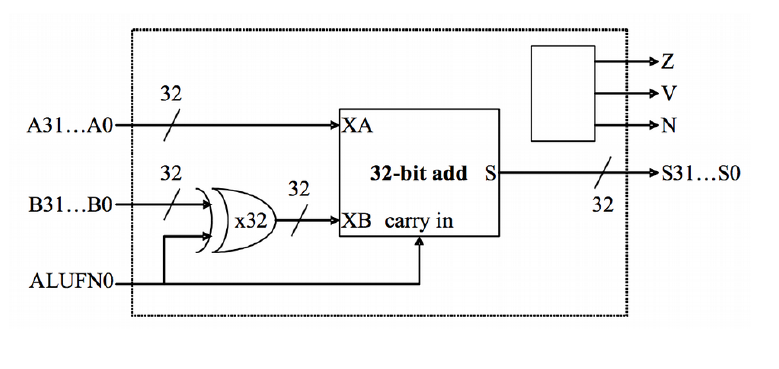 Z
32
V
A31...A0
XA
N
32-bit add
S
S31...S0
32
32
B31...B0
x32
32
XB
carry in
ALUFN0